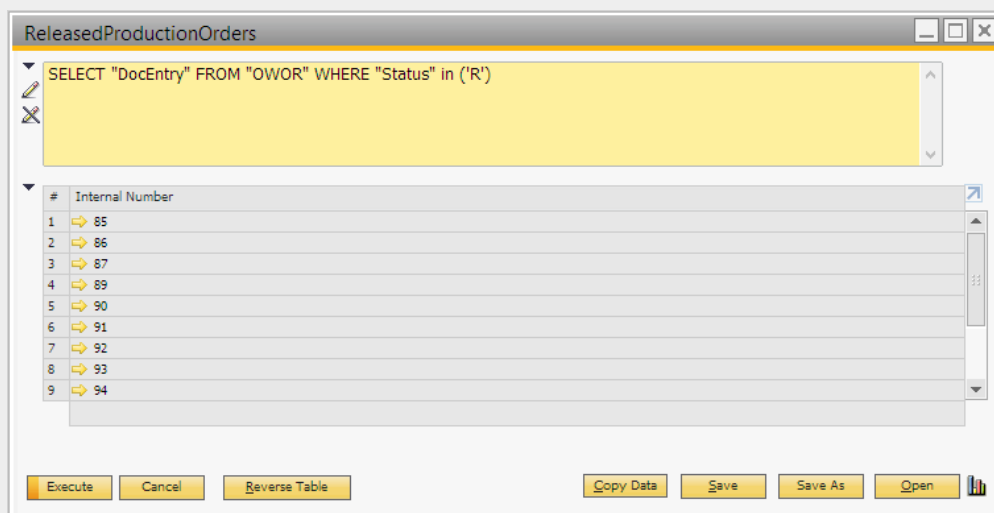 ReleasedProductionOrders
SELECT "DocEntry" FROM "OWOR" WHERE "Status" in ('R')
# Internal Number
1 85
2 86
3 87
4 89
5 90
6 91
7 92
8 93
9 94
Execute Cancel Reverse Table Copy Data Save Save As Open